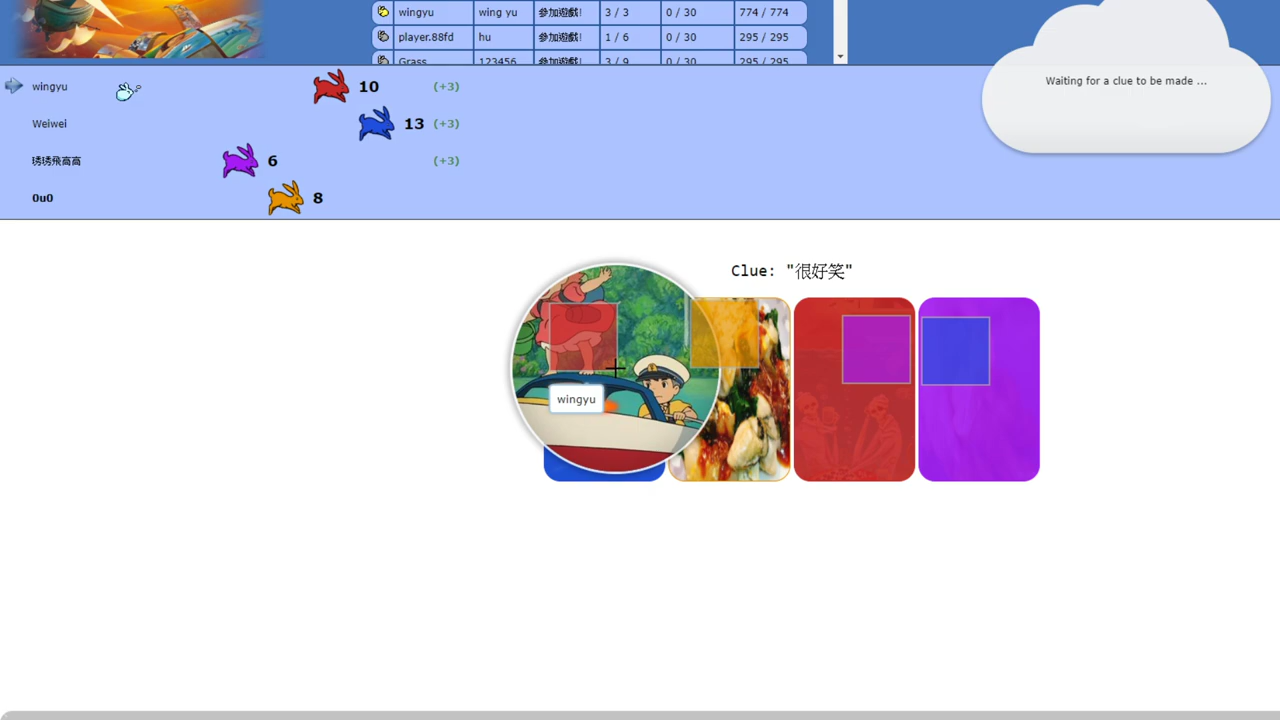 wingyu wing yu 參加遊戲! 3 / 3 0 / 30 774 / 774
player.88fd hu 參加遊戲! 1 / 6 0 / 30 295 / 295
Grass 123456 參加遊戲! 3 / 9 0 / 30 295 / 295
wingyu 10 (+3)
Waiting for a clue to be made ...
Weiwei 13 (+3)
琇琇飛高高 6 (+3)
0u0 8
Clue: "很好笑"
wingyu